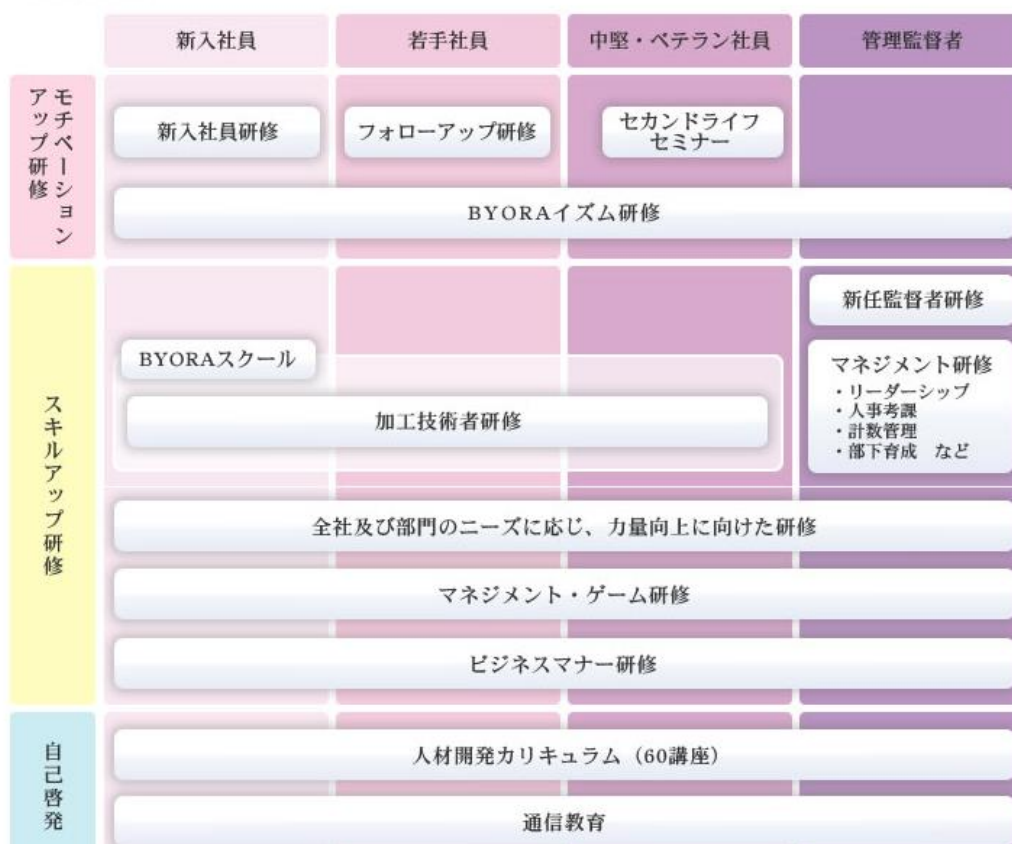 新入社員
若手社員
中堅・ベテラン社員
管理監督者
モチベーション
アップ研修
新入社員研修
フォローアップ研修
セカンドライフ
セミナー
BYORAイズム研修
スキルアップ研修
新任監督者研修
BYORAスクール
加工技術者研修
マネジメント研修
・リーダーシップ
・人事考課
・計数管理
・部下育成 など
全社及び部門のニーズに応じ、力量向上に向けた研修
マネジメント・ゲーム研修
ビジネスマナー研修
自己啓発
人材開発カリキュラム（60講座）
通信教育